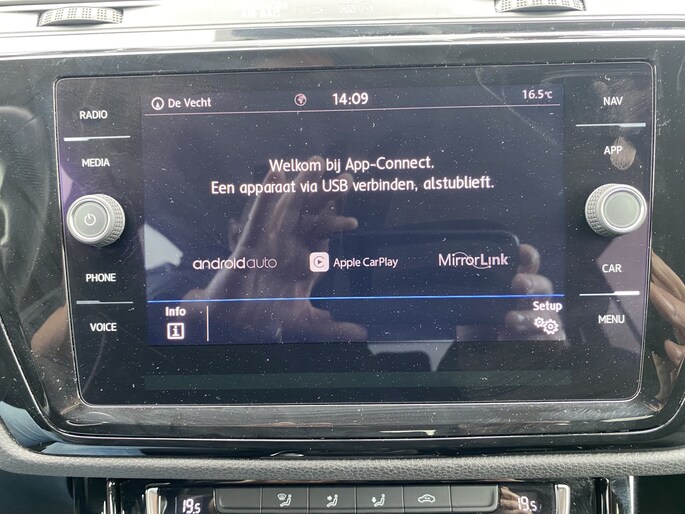 RADIO
MEDIA
PHONE
VOICE
De Vecht 14:09 16.5°C
Welkom bij App-Connect.
Een apparaat via USB verbinden, alstublieft.
androidauto Apple CarPlay MirrorLink
Info Setup
NAV
APP
CAR
MENU
19.5 19.5